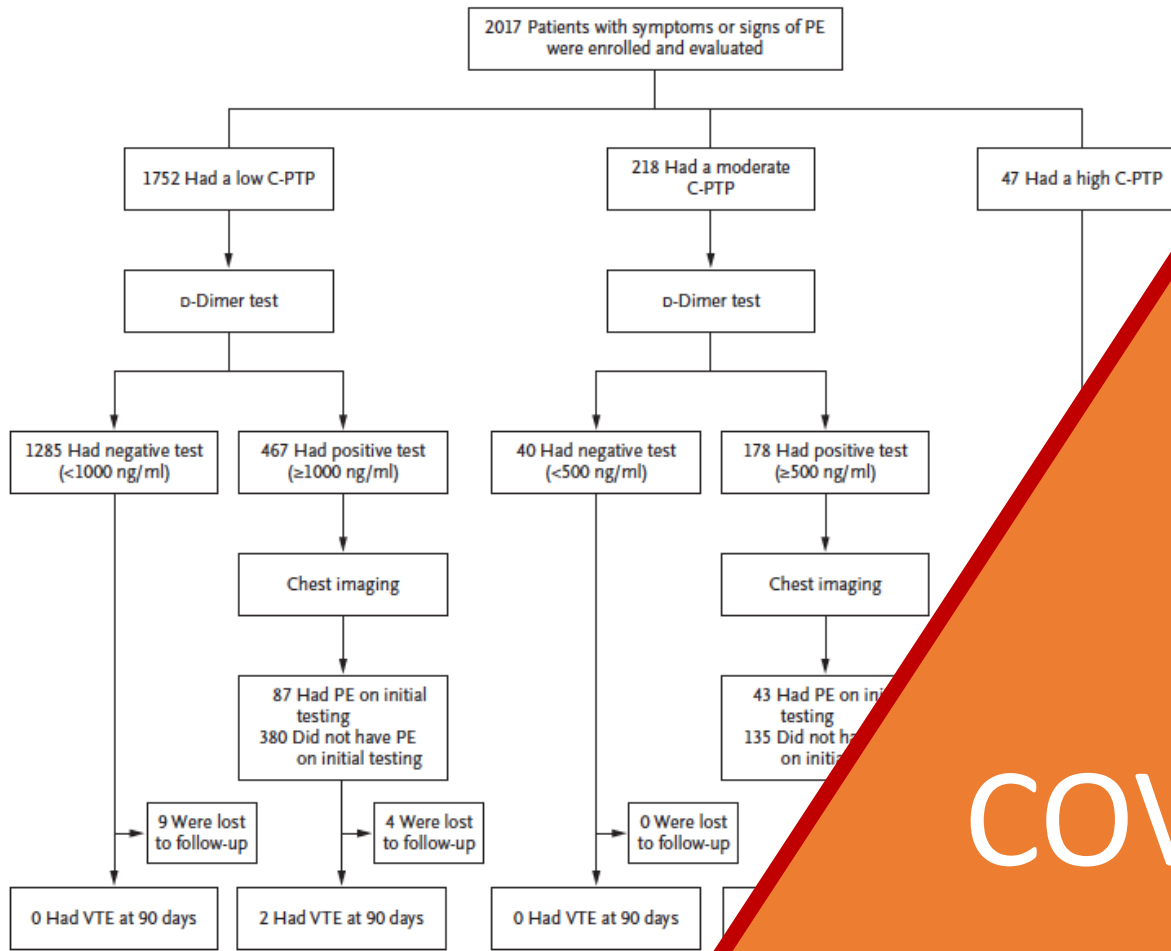 2017 Patients with symptoms or signs of PE
were enrolled and evaluated
1752 Had a low C-PTP
218 Had a moderate
C-PTP
47 Had a high C-PTP
D-Dimer test
D-Dimer test
1285 Had negative test
(<1000 ng/ml)
467 Had positive test
(≥1000 ng/ml)
40 Had negative test
(<500 ng/ml)
178 Had positive test
(≥500 ng/ml)
Chest imaging
Chest imaging
87 Had PE on initial
testing
380 Did not have PE
on initial testing
43 Had PE on
testing
135 Did not
on
9 Were lost
to follow-up
4 Were lost
to follow-up
0 Were lost
to follow-up
0 Had VTE at 90 days
2 Had VTE at 90 days
0 Had VTE at 90 days